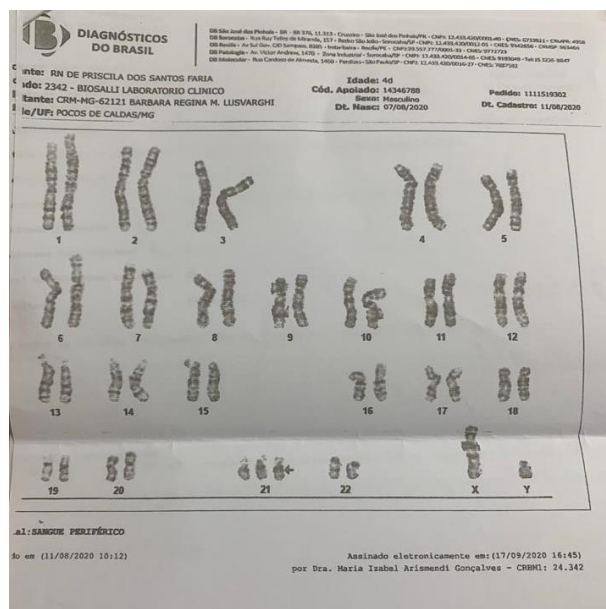 DIAGNÓSTICOS
DO BRASIL
nte: RN DE PRISCILA DOS SANTOS FARIA
ndo: 2342 - BIOSALLI LABORATORIO CLINICO
tante: CRM-MG-62121 BARBARA REGINA M. LUSVARGHI
e/UF: POCOS DE CALDAS/MG
Idade: 4d
Cód. Apoiado: 14346788
Sexo: Masculino
Dt. Nasc: 07/08/2020
Pedido: 1111519302
Dt. Cadastro: 11/08/2020
1 2 3 4 5
6 7 8 9 10 11 12
13 14 15 16 17 18
19 20 21 22 X Y
al:SANGUE PERIFÉRICO
do em (11/08/2020 10:12)
Assinado eletronicamente em:(17/09/2020 16:45)
por Dra. Maria Izabel Arismendi Gonçalves - CRBM1: 24.342